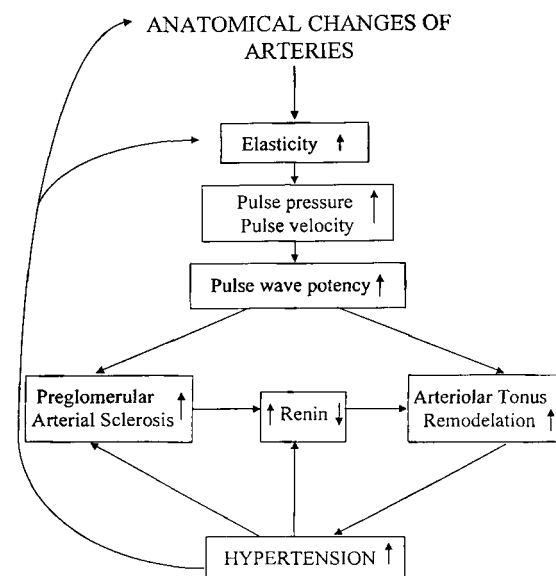 ANATOMICAL CHANGES OF
ARTERIES
Elasticity ↑
Pulse pressure
Pulse velocity ↑
Pulse wave potency ↑
Preglomerular
Arterial Sclerosis ↑
↑ Renin ↓
Arteriolar Tonus
Remodelation ↑
HYPERTENSION ↑